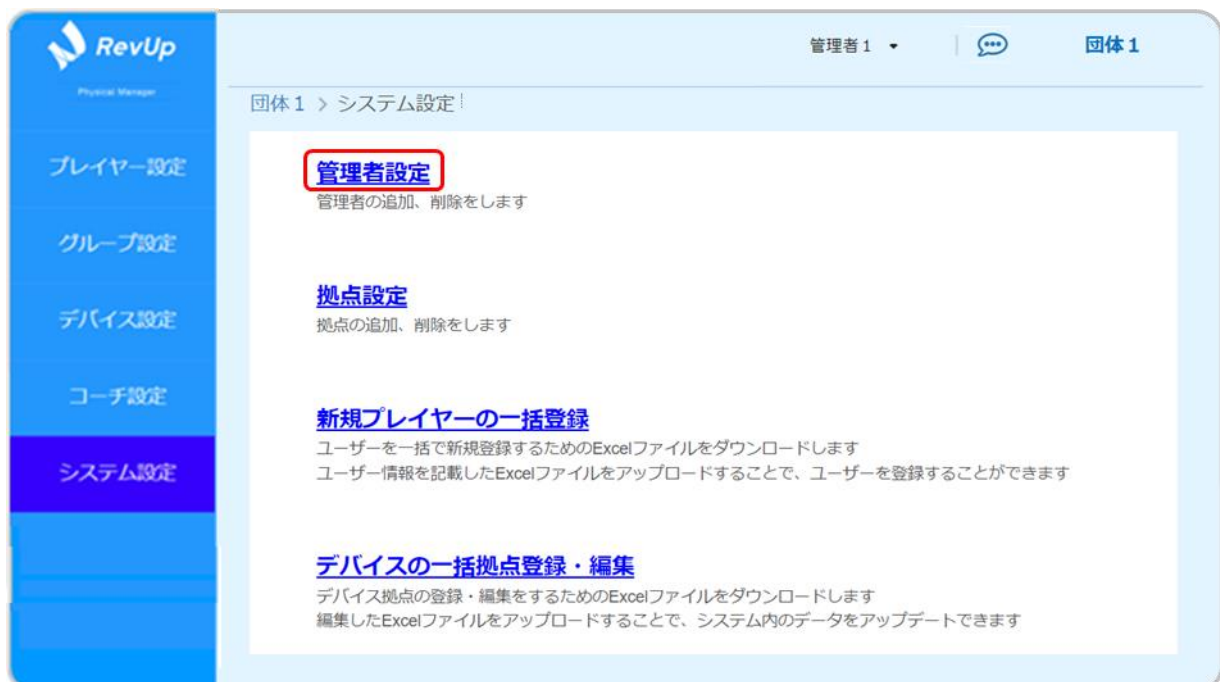 RevUp
Physical Manager
管理者1
団体1
団体1 > システム設定
プレイヤー設定
グループ設定
デバイス設定
コーチ設定
システム設定
管理者設定
管理者の追加、削除をします
拠点設定
拠点の追加、削除をします
新規プレイヤーの一括登録
ユーザーを一括で新規登録するためのExcelファイルをダウンロードします
ユーザー情報を記載したExcelファイルをアップロードすることで、ユーザーを登録することができます
デバイスの一括拠点登録・編集
デバイス拠点の登録・編集をするためのExcelファイルをダウンロードします
編集したExcelファイルをアップロードすることで、システム内のデータをアップデートできます